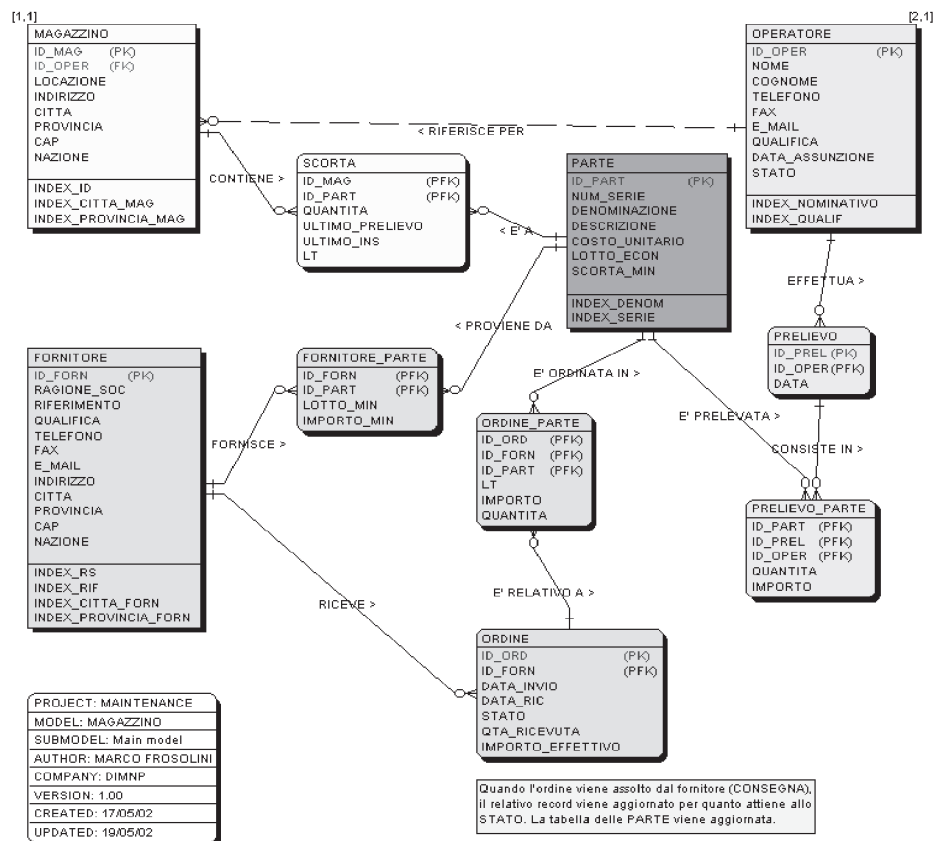 [1,1]
[2,1]
MAGAZZINO
ID_MAG (PK)
ID_OPER (FK)
LOCAZIONE
INDIRIZZO
CITTA
PROVINCIA
CAP
NAZIONE
INDEX_ID
INDEX_CITTA_MAG
INDEX_PROVINCIA_MAG
OPERATORE
ID_OPER (PK)
NOME
COGNOME
TELEFONO
FAX
E_MAIL
QUALIFICA
DATA_ASSUNZIONE
STATO
INDEX_NOMINATIVO
INDEX_QUALIF
< RIFERISCE PER
CONTIENE >
SCORTA
ID_MAG (PFK)
ID_PART (PFK)
QUANTITA
ULTIMO_PRELIEVO
ULTIMO_INS
LT
< E' A
PARTE
ID_PART (PK)
NUM_SERIE
DENOMINAZIONE
DESCRIZIONE
COSTO_UNITARIO
LOTTO_ECON
SCORTA_MIN
INDEX_DENOM
INDEX_SERIE
EFFETTUA >
< PROVIENE DA
PRELIEVO
ID_PREL (PK)
ID_OPER(PFK)
DATA
FORNITORE
ID_FORN (PK)
RAGIONE_SOC
RIFERIMENTO
QUALIFICA
TELEFONO
FAX
E_MAIL
INDIRIZZO
CITTA
PROVINCIA
CAP
NAZIONE
INDEX_RS
INDEX_RIF
INDEX_CITTA_FORN
INDEX_PROVINCIA_FORN
FORNITORE_PARTE
ID_FORN (PFK)
ID_PART (PFK)
LOTTO_MIN
IMPORTO_MIN
FORNISCE >
E' ORDINATA IN >
E' PRELEVATA >
CONSISTE IN >
ORDINE_PARTE
ID_ORD (PFK)
ID_FORN (PFK)
ID_PART (PFK)
LT
IMPORTO
QUANTITA
PRELIEVO_PARTE
ID_PART (PFK)
ID_PREL (PFK)
ID_OPER (PFK)
QUANTITA
IMPORTO
RICEVE >
E' RELATIVO A >
ORDINE
ID_ORD (PK)
ID_FORN (PFK)
DATA_INVIO
DATA_RIC
STATO
QTA_RICEVUTA
IMPORTO_EFFETTIVO
PROJECT: MAINTENANCE
MODEL: MAGAZZINO
SUBMODEL: Main model
AUTHOR: MARCO FROSOLINI
COMPANY: DIMNP
VERSION: 1.00
CREATED: 17/05/02
UPDATED: 19/05/02
Quando l'ordine viene assolto dal fornitore (CONSEGNA),
il relativo record viene aggiornato per quanto attiene allo
STATO. La tabella delle PARTE viene aggiornata.